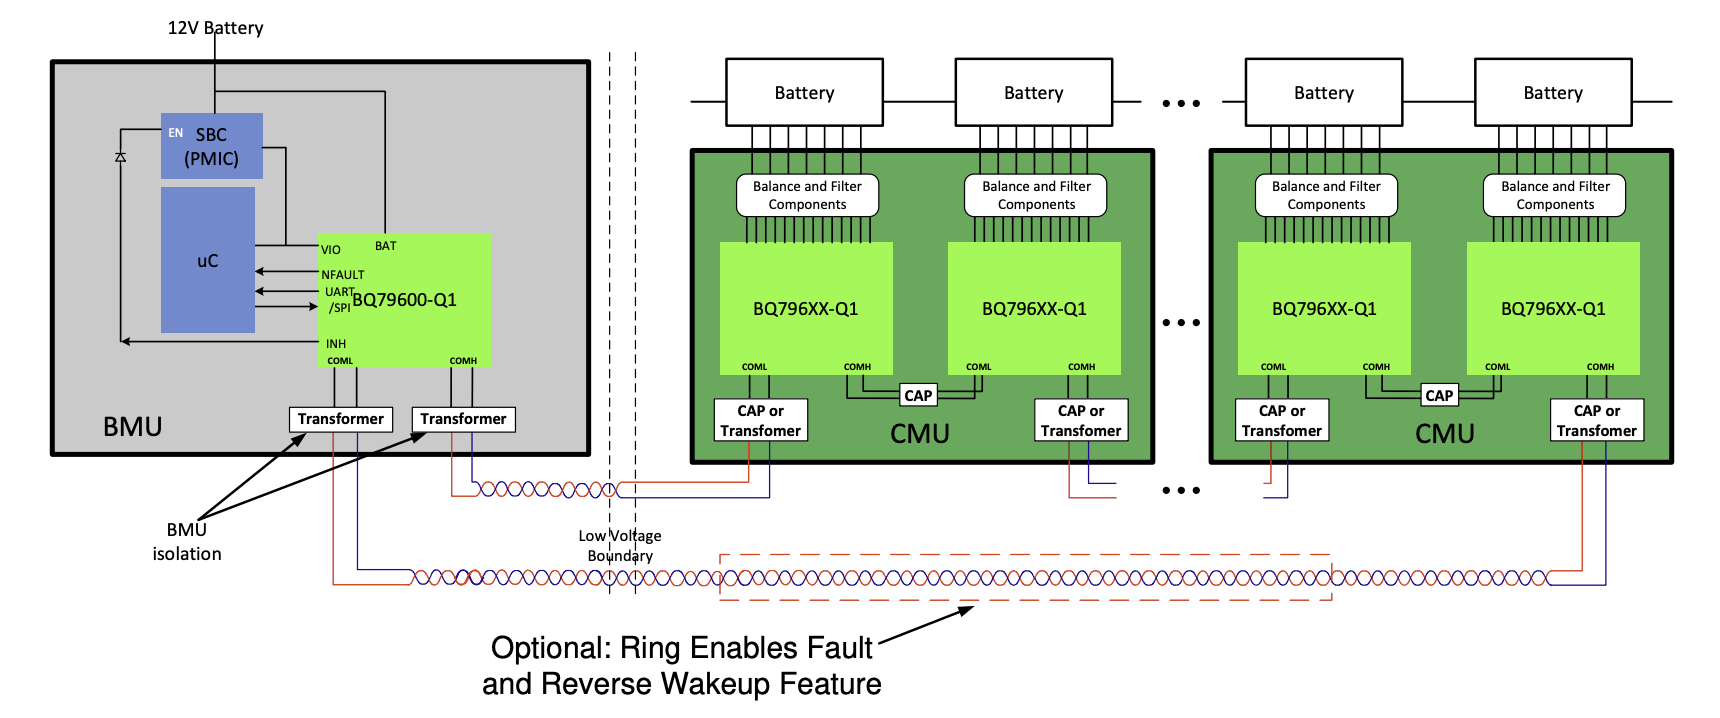 12V Battery
EN
SBC
(PMIC)
uC
VIO
BAT
NFAULT
UART
/SPI
BQ79600-Q1
INH
COML
COMH
Transformer
Transformer
BMU
BMU
isolation
Low Voltage
Boundary
Battery
Battery
Battery
Battery
Balance and Filter
Components
Balance and Filter
Components
Balance and Filter
Components
Balance and Filter
Components
BQ796XX-Q1
BQ796XX-Q1
BQ796XX-Q1
BQ796XX-Q1
COML
COMH
COML
COMH
COML
COMH
COML
COMH
CAP
CAP
CAP or
Transfomer
CAP or
Transfomer
CAP or
Transfomer
CAP or
Transfomer
CMU
CMU
Optional: Ring Enables Fault
and Reverse Wakeup Feature